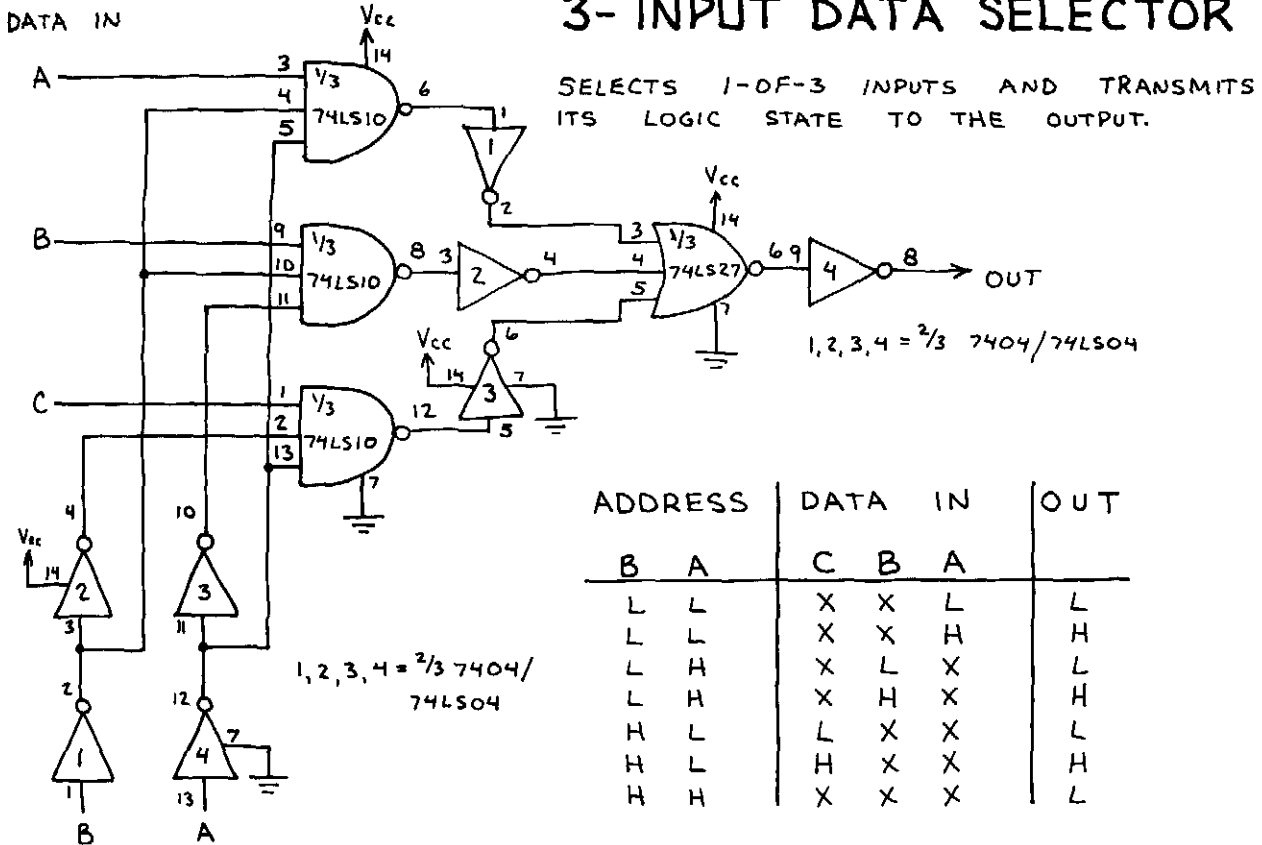 3-INPUT DATA SELECTOR
SELECTS 1-OF-3 INPUTS AND TRANSMITS
ITS LOGIC STATE TO THE OUTPUT.
DATA IN
Vcc
14
A
3
4
5
1/3
74LS10
6
1
1
2
B
9
10
11
1/3
74LS10
8
3
2
4
Vcc
14
3
4
5
1/3
74LS27
6
7
9
4
8
OUT
1,2,3,4 = 2/3 7404/74LS04
C
1
2
13
1/3
74LS10
12
7
Vcc
14
3
7
6
5
4
Vcc
14
2
3
10
3
11
2
1
1
B
12
4
7
13
A
1,2,3,4 = 2/3 7404/
74LS04
ADDRESS DATA IN OUT
B A C B A
L L X X L L
L L X X H H
L H X L X L
L H X H X H
H L L X X L
H L H X X H
H H X X X L